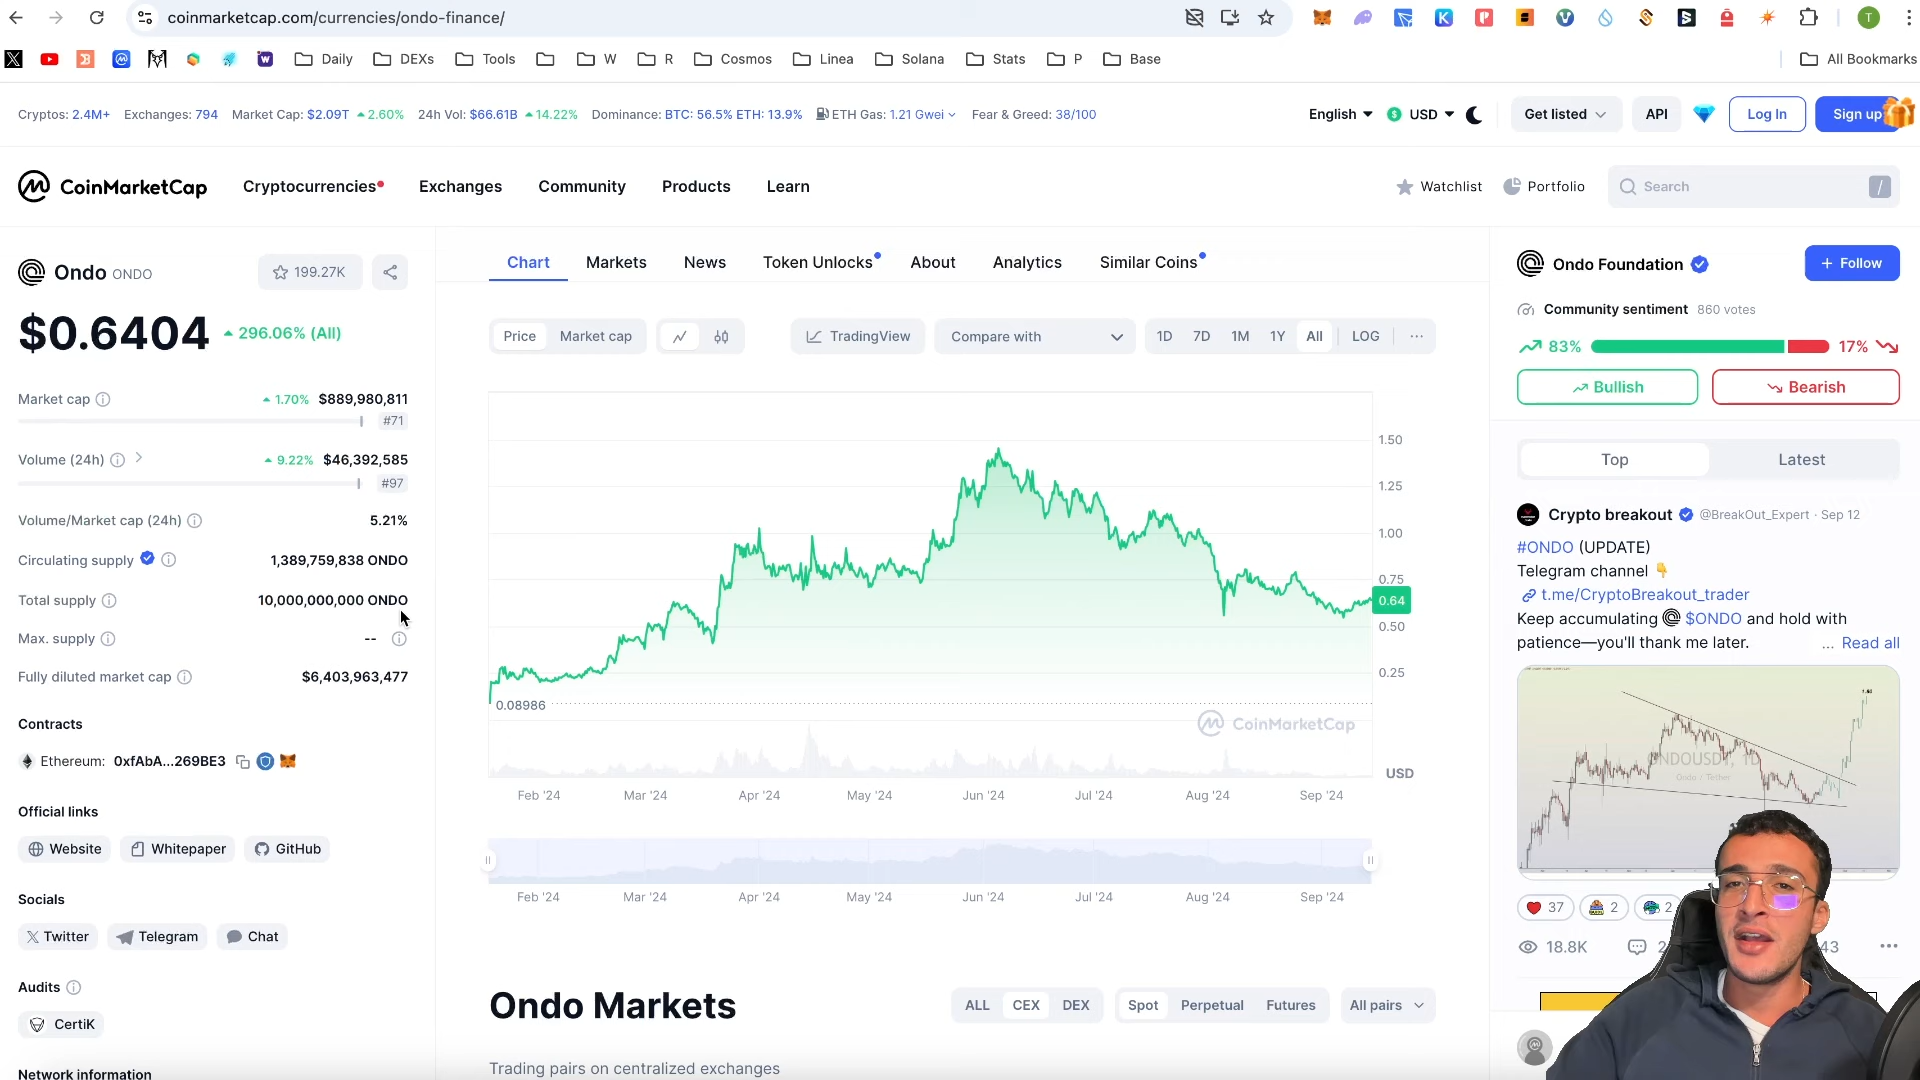 coinmarketcap.com/currencies/ondo-finance/
T
Daily DEXs Tools W R Cosmos Linea Solana Stats P Base All Bookmarks
Cryptos: 2.4M+ Exchanges: 794 Market Cap: $2.09T 2.60% 24h Vol: $66.61B 14.22% Dominance: BTC: 56.5% ETH: 13.9% ETH Gas: 1.21 Gwei Fear & Greed: 38/100
English USD Get listed API Log In Sign up
CoinMarketCap Cryptocurrencies Exchanges Community Products Learn Watchlist Portfolio Search /
Ondo ONDO 199.27K
$0.6404 296.06% (All)
Market cap 1.70% $889,980,811
#71
Volume (24h) 9.22% $46,392,585
#97
Volume/Market cap (24h) 5.21%
Circulating supply 1,389,759,838 ONDO
Total supply 10,000,000,000 ONDO
Max. supply --
Fully diluted market cap $6,403,963,477
Contracts
Ethereum: 0xfAbA...269BE3
Official links
Website Whitepaper GitHub
Socials
Twitter Telegram Chat
Audits
CertiK
Network information
Chart Markets News Token Unlocks About Analytics Similar Coins
Price Market cap TradingView Compare with 1D 7D 1M 1Y All LOG ...
1.50
1.25
1.00
0.75
0.64
0.50
0.25
0.08986
CoinMarketCap
USD
Feb '24 Mar '24 Apr '24 May '24 Jun '24 Jul '24 Aug '24 Sep '24
Feb '24 Mar '24 Apr '24 May '24 Jun '24 Jul '24 Aug '24 Sep '24
Ondo Markets ALL CEX DEX Spot Perpetual Futures All pairs
Trading pairs on centralized exchanges
Ondo Foundation + Follow
Community sentiment 860 votes
83% 17%
Bullish Bearish
Top Latest
Crypto breakout @BreakOut_Expert · Sep 12
#ONDO (UPDATE)
Telegram channel 👇
t.me/CryptoBreakout_trader
Keep accumulating $ONDO and hold with
patience—you'll thank me later. ... Read all
ONDOUSDT, 1D
Ondo / Tether
37 2 2
18.8K 2 43 ...